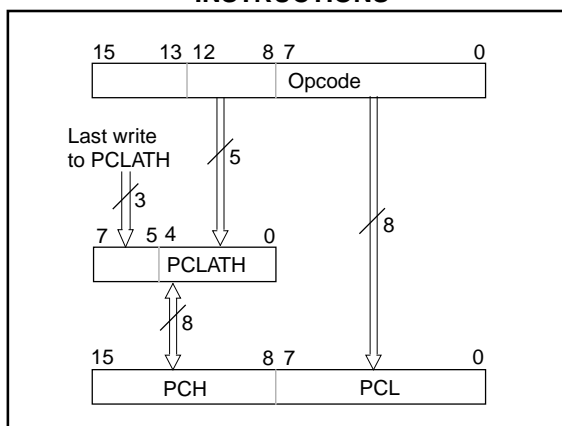 INSTRUCTIONS
15 13 12 8 7 0
Opcode
Last write
to PCLATH
5
3
8
7 5 4 0
PCLATH
8
15 8 7 0
PCH PCL